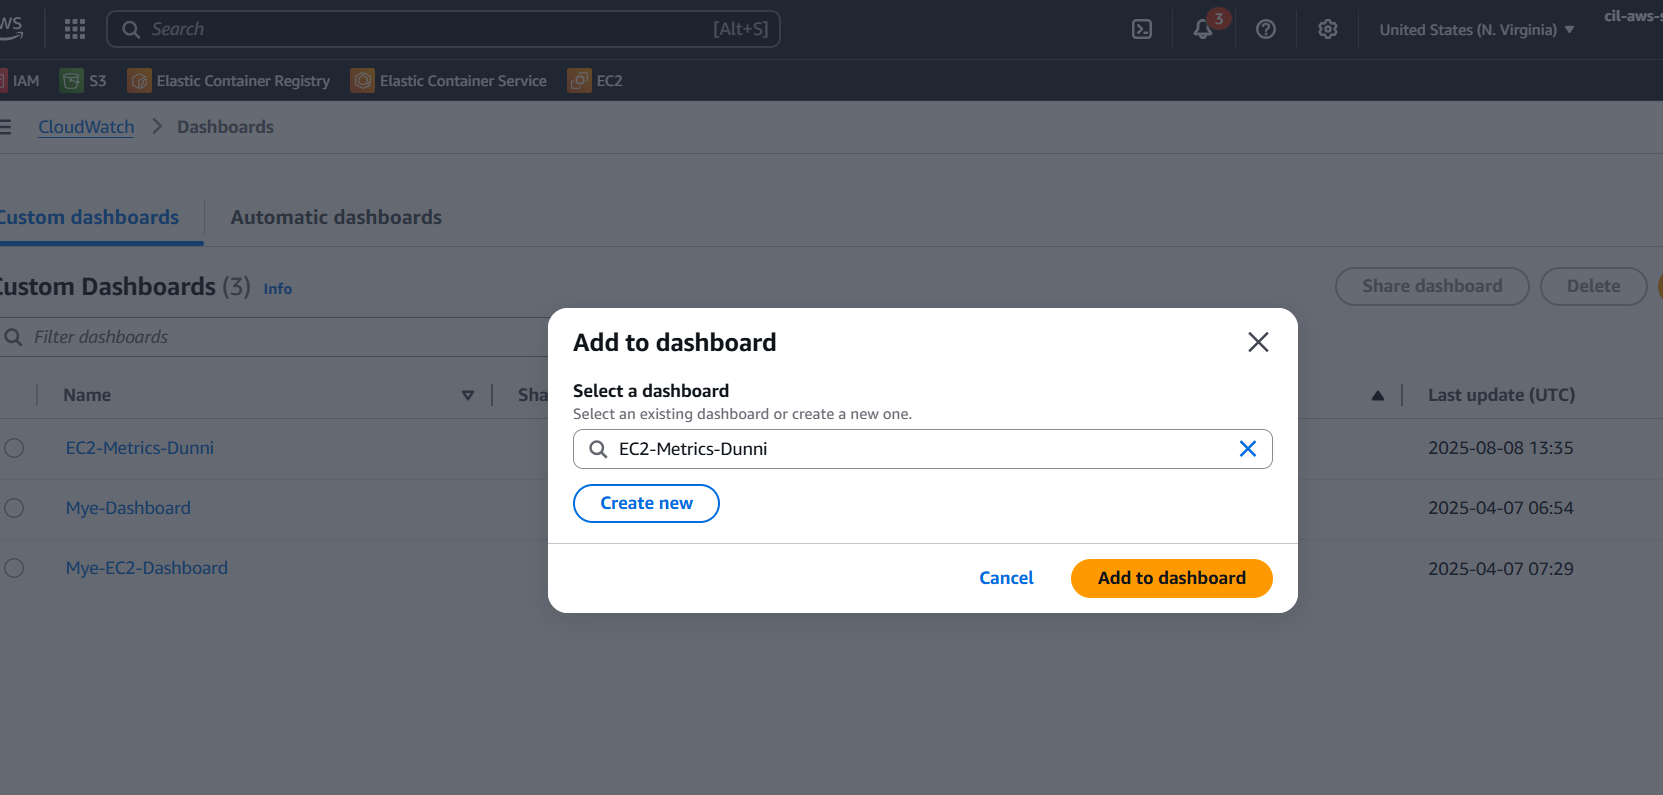 Search [Alt+S] 3 United States (N. Virginia)
IAM S3 Elastic Container Registry Elastic Container Service EC2
CloudWatch Dashboards
Custom dashboards Automatic dashboards
Custom Dashboards (3) Info Share dashboard Delete
Filter dashboards
Name Last update (UTC)
EC2-Metrics-Dunni 2025-08-08 13:35
Mye-Dashboard 2025-04-07 06:54
Mye-EC2-Dashboard 2025-04-07 07:29
Add to dashboard
Select a dashboard
Select an existing dashboard or create a new one.
EC2-Metrics-Dunni
Create new
Cancel Add to dashboard